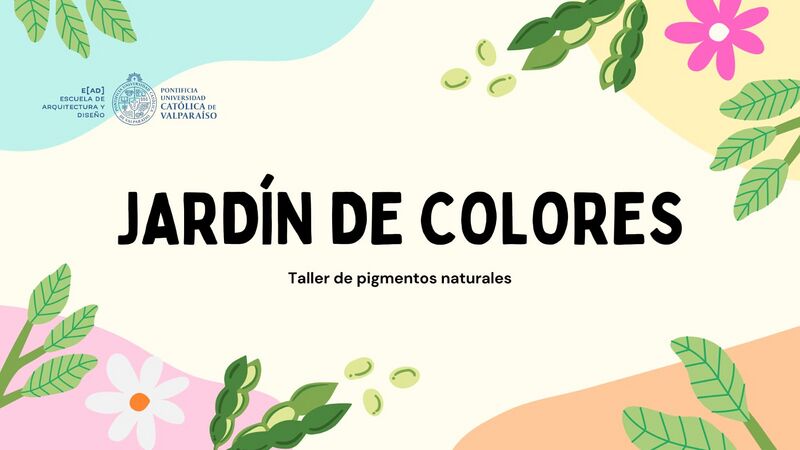 E[AD]
ESCUELA DE
ARQUITECTURA Y
DISEÑO
PONTIFICIA
UNIVERSIDAD
CATÓLICA DE
VALPARAÍSO
JARDÍN DE COLORES
Taller de pigmentos naturales